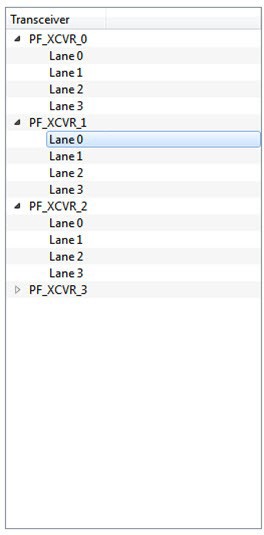 Transceiver
PF_XCVR_0
Lane 0
Lane 1
Lane 2
Lane 3
PF_XCVR_1
Lane 0
Lane 1
Lane 2
Lane 3
PF_XCVR_2
Lane 0
Lane 1
Lane 2
Lane 3
PF_XCVR_3